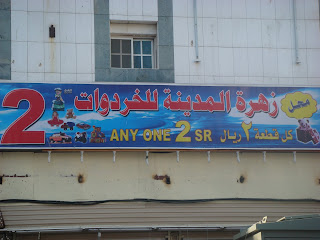 محل
زهرة المدينة للخردوات
2
كل قطعة ٢ ريال
ANY ONE 2 SR